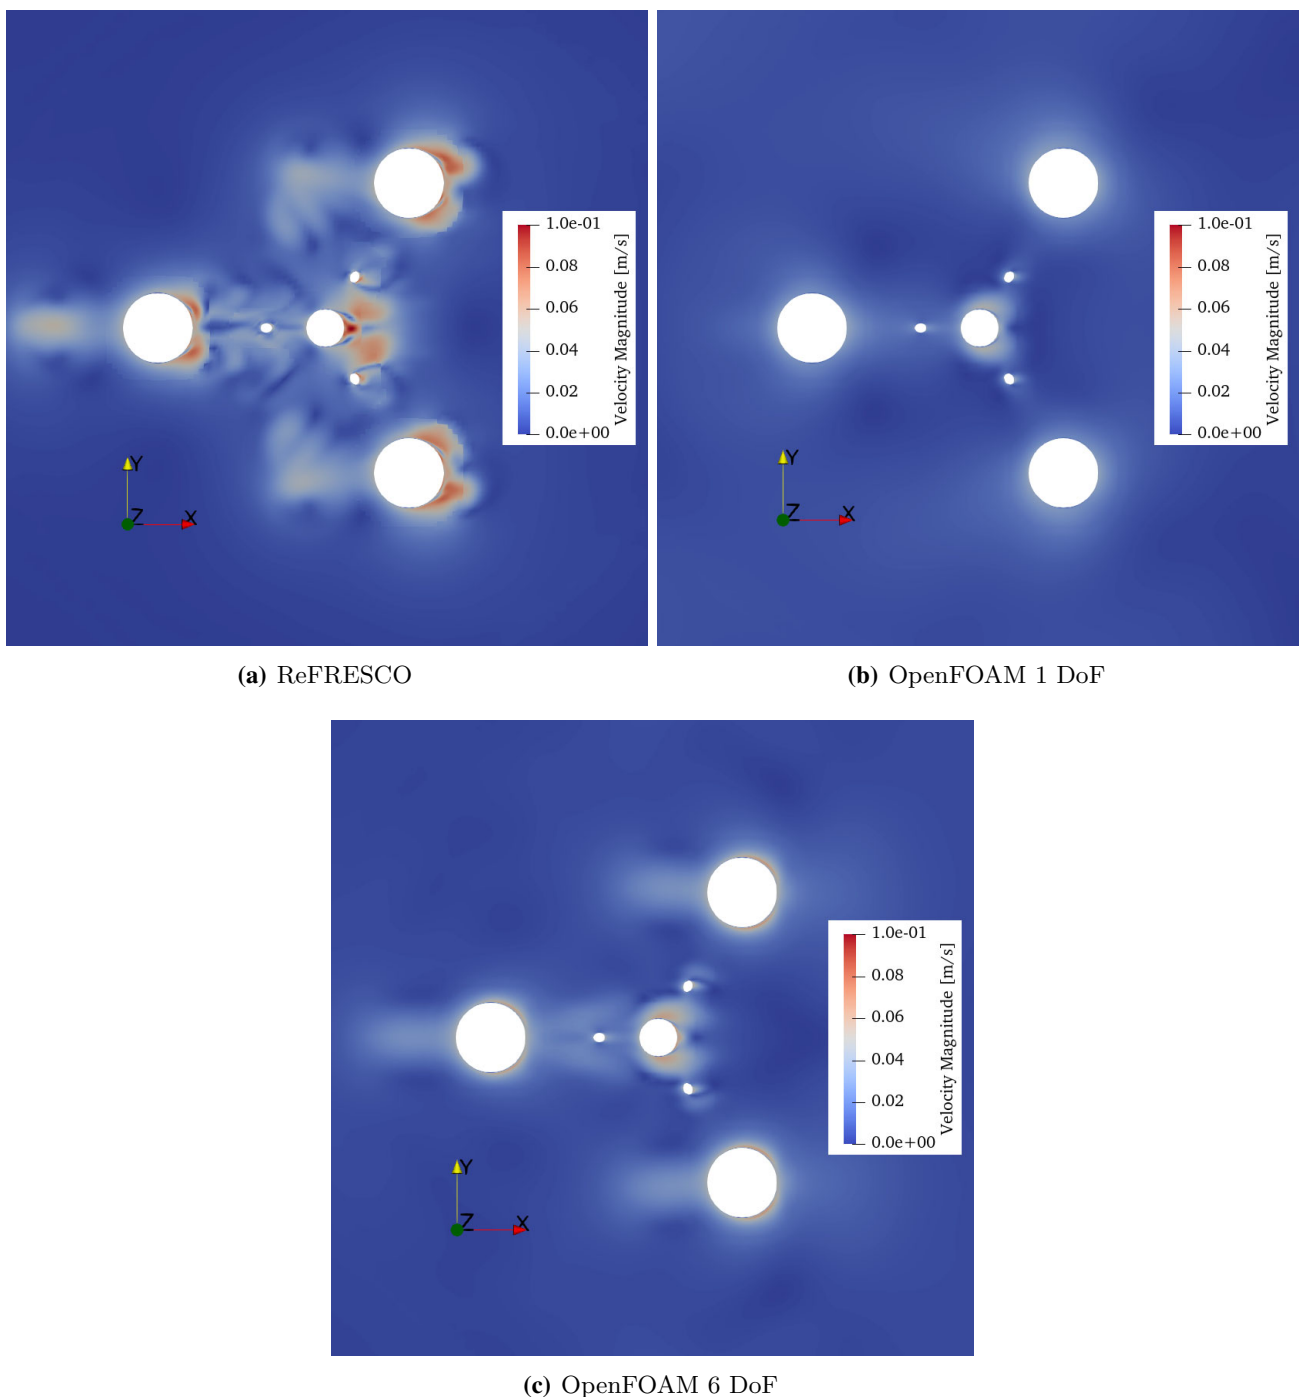 1.0e-01
0.08
0.06
0.04
0.02
0.0e+00
Velocity Magnitude [m/s]
Y
Z
X
(a) ReFRESCO
1.0e-01
0.08
0.06
0.04
0.02
0.0e+00
Velocity Magnitude [m/s]
Y
Z
X
(b) OpenFOAM 1 DoF
1.0e-01
0.08
0.06
0.04
0.02
0.0e+00
Velocity Magnitude [m/s]
Y
Z
X
(c) OpenFOAM 6 DoF